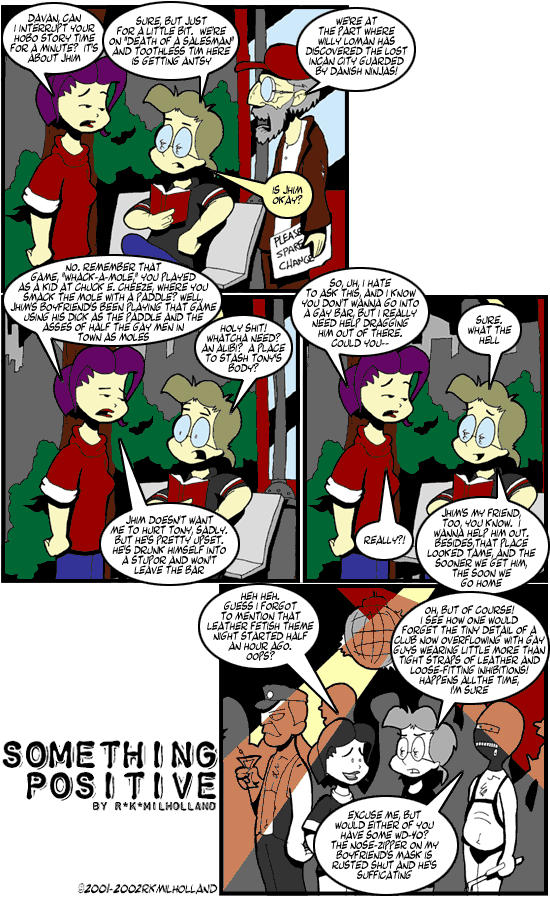 DAVAN, CAN
I INTERRUPT YOUR
HOBO STORY TIME
FOR A MINUTE? IT'S
ABOUT JHIM
SURE, BUT JUST
FOR A LITTLE BIT. WE'RE
ON "DEATH OF A SALESMAN"
AND TOOTHLESS TIM HERE
IS GETTING ANTSY
WE'RE AT
THE PART WHERE
WILLY LOMAN HAS
DISCOVERED THE LOST
INCAN CITY GUARDED
BY DANISH NINJAS!
IS JHIM
OKAY?
PLEASE
SPARE
CHANGE
NO. REMEMBER THAT
GAME, "WHACK-A-MOLE," YOU PLAYED
AS A KID AT CHUCK E. CHEEZE, WHERE YOU
SMACK THE MOLE WITH A PADDLE? WELL,
JHIM'S BOYFRIEND'S BEEN PLAYING THAT GAME
USING HIS DICK AS THE PADDLE AND THE
ASSES OF HALF THE GAY MEN IN
TOWN AS MOLES
HOLY SHIT!
WHATCHA NEED?
AN ALIBI? A PLACE
TO STASH TONY'S
BODY?
JHIM DOESN'T WANT
ME TO HURT TONY, SADLY.
BUT HE'S PRETTY UPSET.
HE'S DRUNK HIMSELF INTO
A STUPOR AND WON'T
LEAVE THE BAR
SO, UH, I HATE
TO ASK THIS, AND I KNOW
YOU DON'T WANNA GO INTO
A GAY BAR, BUT I REALLY
NEED HELP DRAGGING
HIM OUT OF THERE.
COULD YOU--
SURE.
WHAT THE
HELL
REALLY?!
JHIM'S MY FRIEND,
TOO, YOU KNOW. I
WANNA HELP HIM OUT.
BESIDES, THAT PLACE
LOOKED TAME, AND THE
SOONER WE GET HIM,
THE SOON WE
GO HOME
HEH HEH.
GUESS I FORGOT
TO MENTION THAT
LEATHER FETISH THEME
NIGHT STARTED HALF
AN HOUR AGO.
OOPS?
OH, BUT OF COURSE!
I SEE HOW ONE WOULD
FORGET THE TINY DETAIL OF A
CLUB NOW OVERFLOWING WITH GAY
GUYS WEARING LITTLE MORE THAN
TIGHT STRAPS OF LEATHER AND
LOOSE-FITTING INHIBITIONS!
HAPPENS ALL THE TIME,
I'M SURE
EXCUSE ME, BUT
WOULD EITHER OF YOU
HAVE SOME WD-40?
THE NOSE-ZIPPER ON MY
BOYFRIEND'S MASK IS
RUSTED SHUT AND HE'S
SUFFICATING
SOMETHING
POSITIVE
BY R*K*MILHOLLAND
©2001-2002RKMILHOLLAND